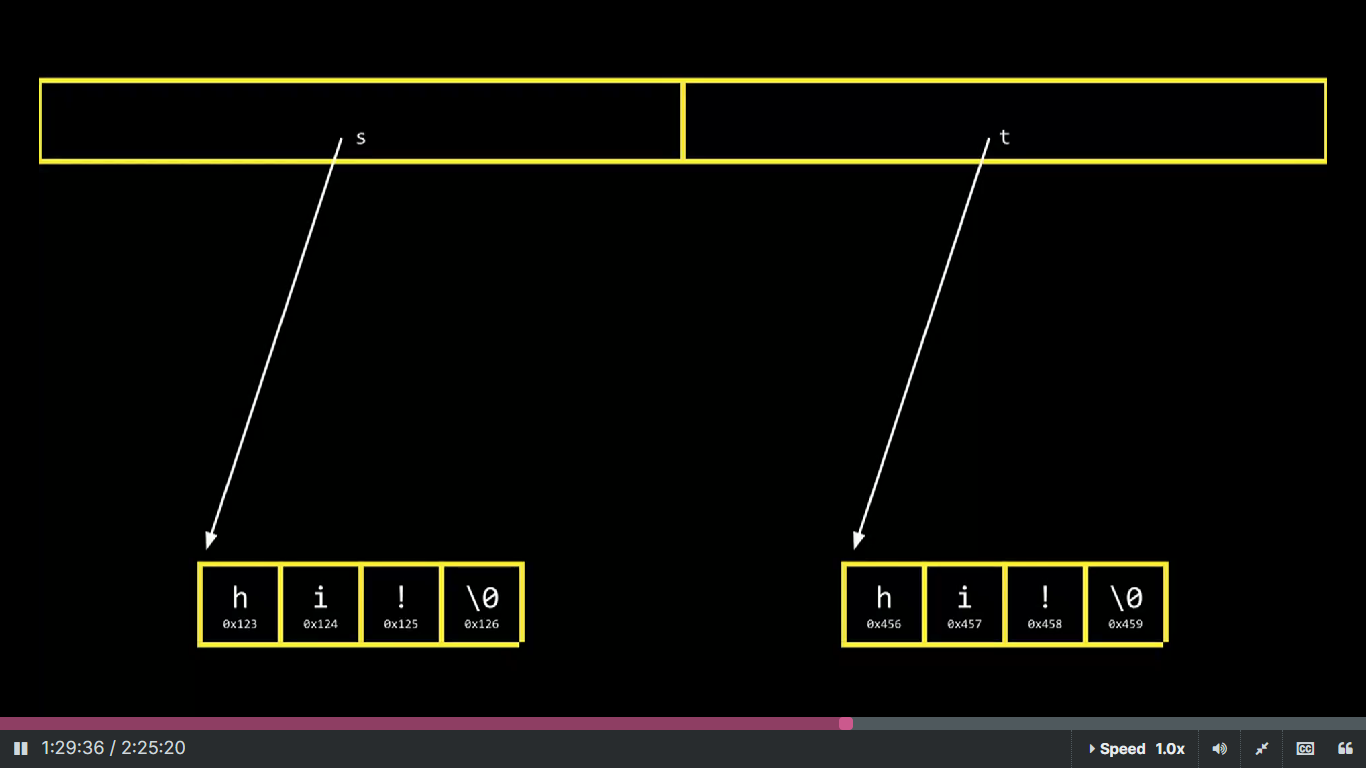 s t
h i ! \0 h i ! \0
0x123 0x124 0x125 0x126 0x456 0x457 0x458 0x459
1:29:36 / 2:25:20 Speed 1.0x CC